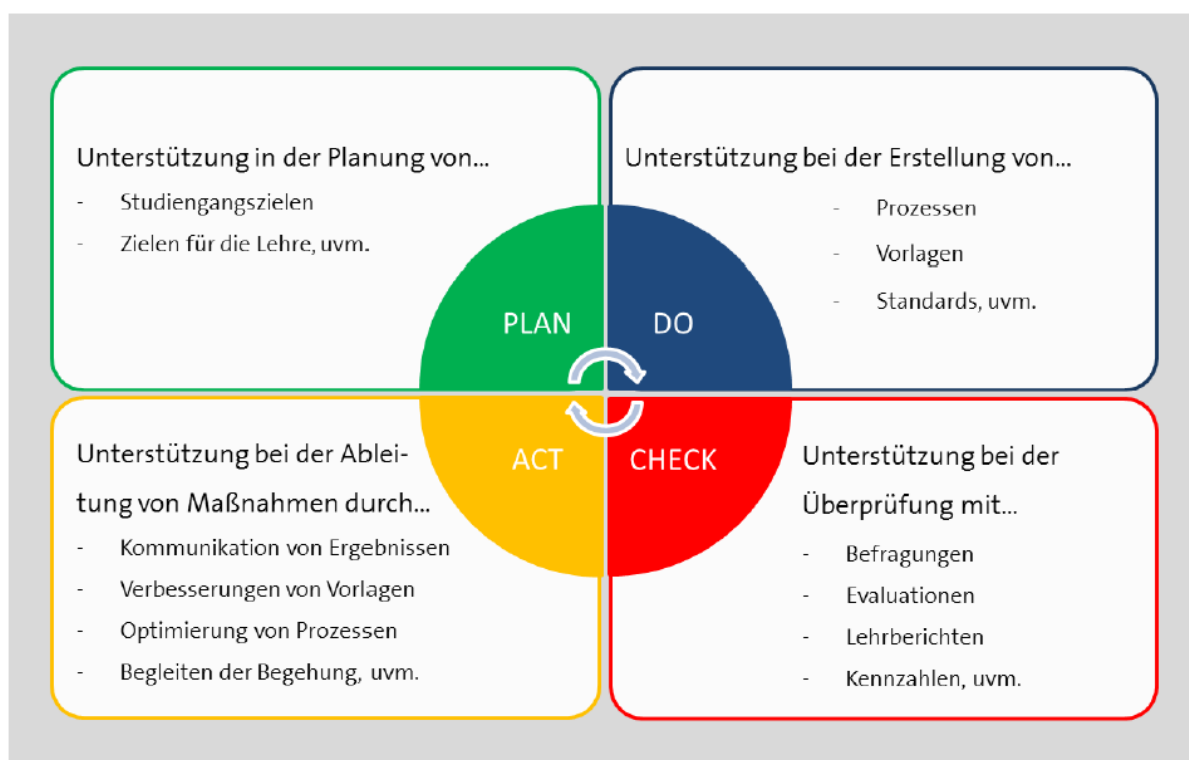 Unterstützung in der Planung von...
- Studiengangszielen
- Zielen für die Lehre, uvm.
PLAN
Unterstützung bei der Erstellung von...
- Prozessen
- Vorlagen
- Standards, uvm.
DO
Unterstützung bei der Ablei-
tung von Maßnahmen durch...
- Kommunikation von Ergebnissen
- Verbesserungen von Vorlagen
- Optimierung von Prozessen
- Begleiten der Begehung, uvm.
ACT
CHECK
Unterstützung bei der
Überprüfung mit...
- Befragungen
- Evaluationen
- Lehrberichten
- Kennzahlen, uvm.